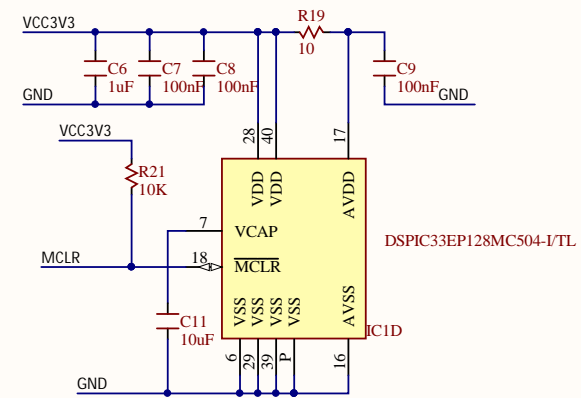 VCC3V3
R19
10
C6
1uF
C7
100nF
C8
100nF
C9
100nF
GND
GND
VCC3V3
28
40
17
R21
10K
VDD
VDD
AVDD
7
VCAP
DSPIC33EP128MC504-I/TL
MCLR
18
MCLR
VSS
VSS
VSS
VSS
AVSS
C11
10uF
IC1D
6
29
39
P
16
GND